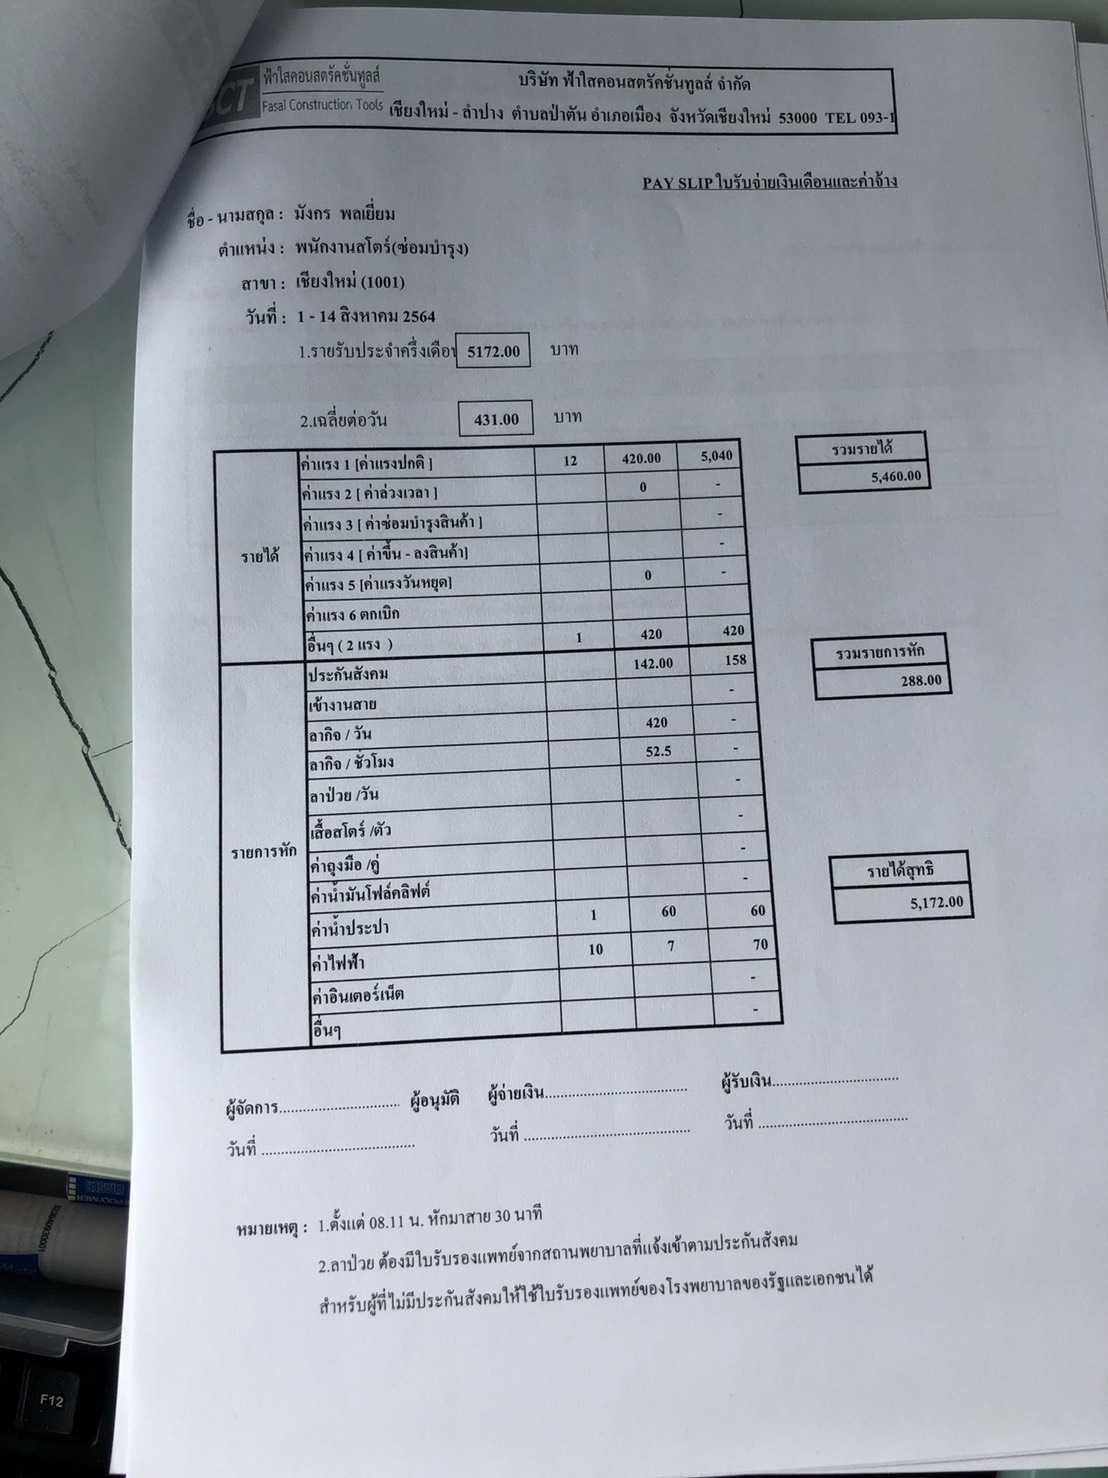 CT ฟ้าใสคอนสตรัคชั่นทูลส์
Fasai Construction Tools
บริษัท ฟ้าใสคอนสตรัคชั่นทูลส์ จำกัด
เชียงใหม่ - ลำปาง ตำบลป่าตัน อำเภอเมือง จังหวัดเชียงใหม่ 53000 TEL 093-1
PAY SLIP ใบรับจ่ายเงินเดือนและค่าจ้าง
ชื่อ - นามสกุล : มังกร พลเยี่ยม
ตำแหน่ง : พนักงานสโตร์(ซ่อมบำรุง)
สาขา : เชียงใหม่ (1001)
วันที่ : 1 - 14 สิงหาคม 2564
1.รายรับประจำครึ่งเดือน 5172.00 บาท
2.เฉลี่ยต่อวัน 431.00 บาท
รายได้
ค่าแรง 1 [ค่าแรงปกติ ] 12 420.00 5,040
ค่าแรง 2 [ ค่าล่วงเวลา ] 0 -
ค่าแรง 3 [ ค่าซ่อมบำรุงสินค้า ] -
ค่าแรง 4 [ ค่าขึ้น - ลงสินค้า] -
ค่าแรง 5 [ค่าแรงวันหยุด] 0 -
ค่าแรง 6 ตกเบิก
อื่นๆ ( 2 แรง ) 1 420 420
รายการหัก
ประกันสังคม 142.00 158
เข้างานสาย -
ลากิจ / วัน 420 -
ลากิจ / ชั่วโมง 52.5 -
ลาป่วย /วัน -
เสื้อสโตร์ /ตัว -
ค่าถุงมือ /คู่ -
ค่าน้ำมันโฟล์คลิฟต์ -
ค่าน้ำประปา 1 60 60
ค่าไฟฟ้า 10 7 70
ค่าอินเตอร์เน็ต -
อื่นๆ -
รวมรายได้
5,460.00
รวมรายการหัก
288.00
รายได้สุทธิ
5,172.00
ผู้จัดการ.............................. ผู้อนุมัติ ผู้จ่ายเงิน.................................... ผู้รับเงิน................................
วันที่ ....................................... วันที่ .......................................... วันที่ ......................................
หมายเหตุ : 1.ตั้งแต่ 08.11 น. หักมาสาย 30 นาที
2.ลาป่วย ต้องมีใบรับรองแพทย์จากสถานพยาบาลที่แจ้งเข้าตามประกันสังคม
สำหรับผู้ที่ไม่มีประกันสังคมให้ใช้ใบรับรองแพทย์ของโรงพยาบาลของรัฐและเอกชนได้
F12